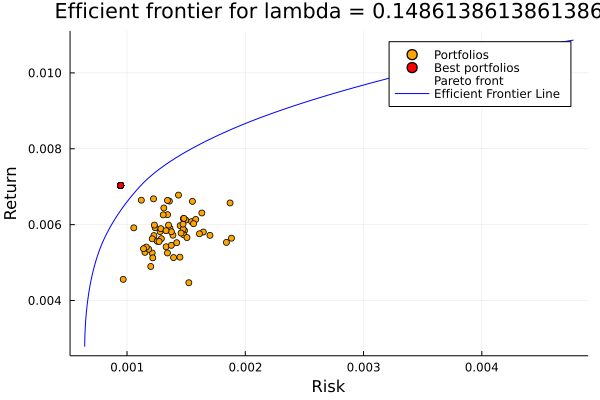 Efficient frontier for lambda = 0.1486138613861386
Portfolios
Best portfolios
Pareto front
Efficient Frontier Line
0.010
0.008
0.006
0.004
Return
0.001
0.002
0.003
0.004
Risk